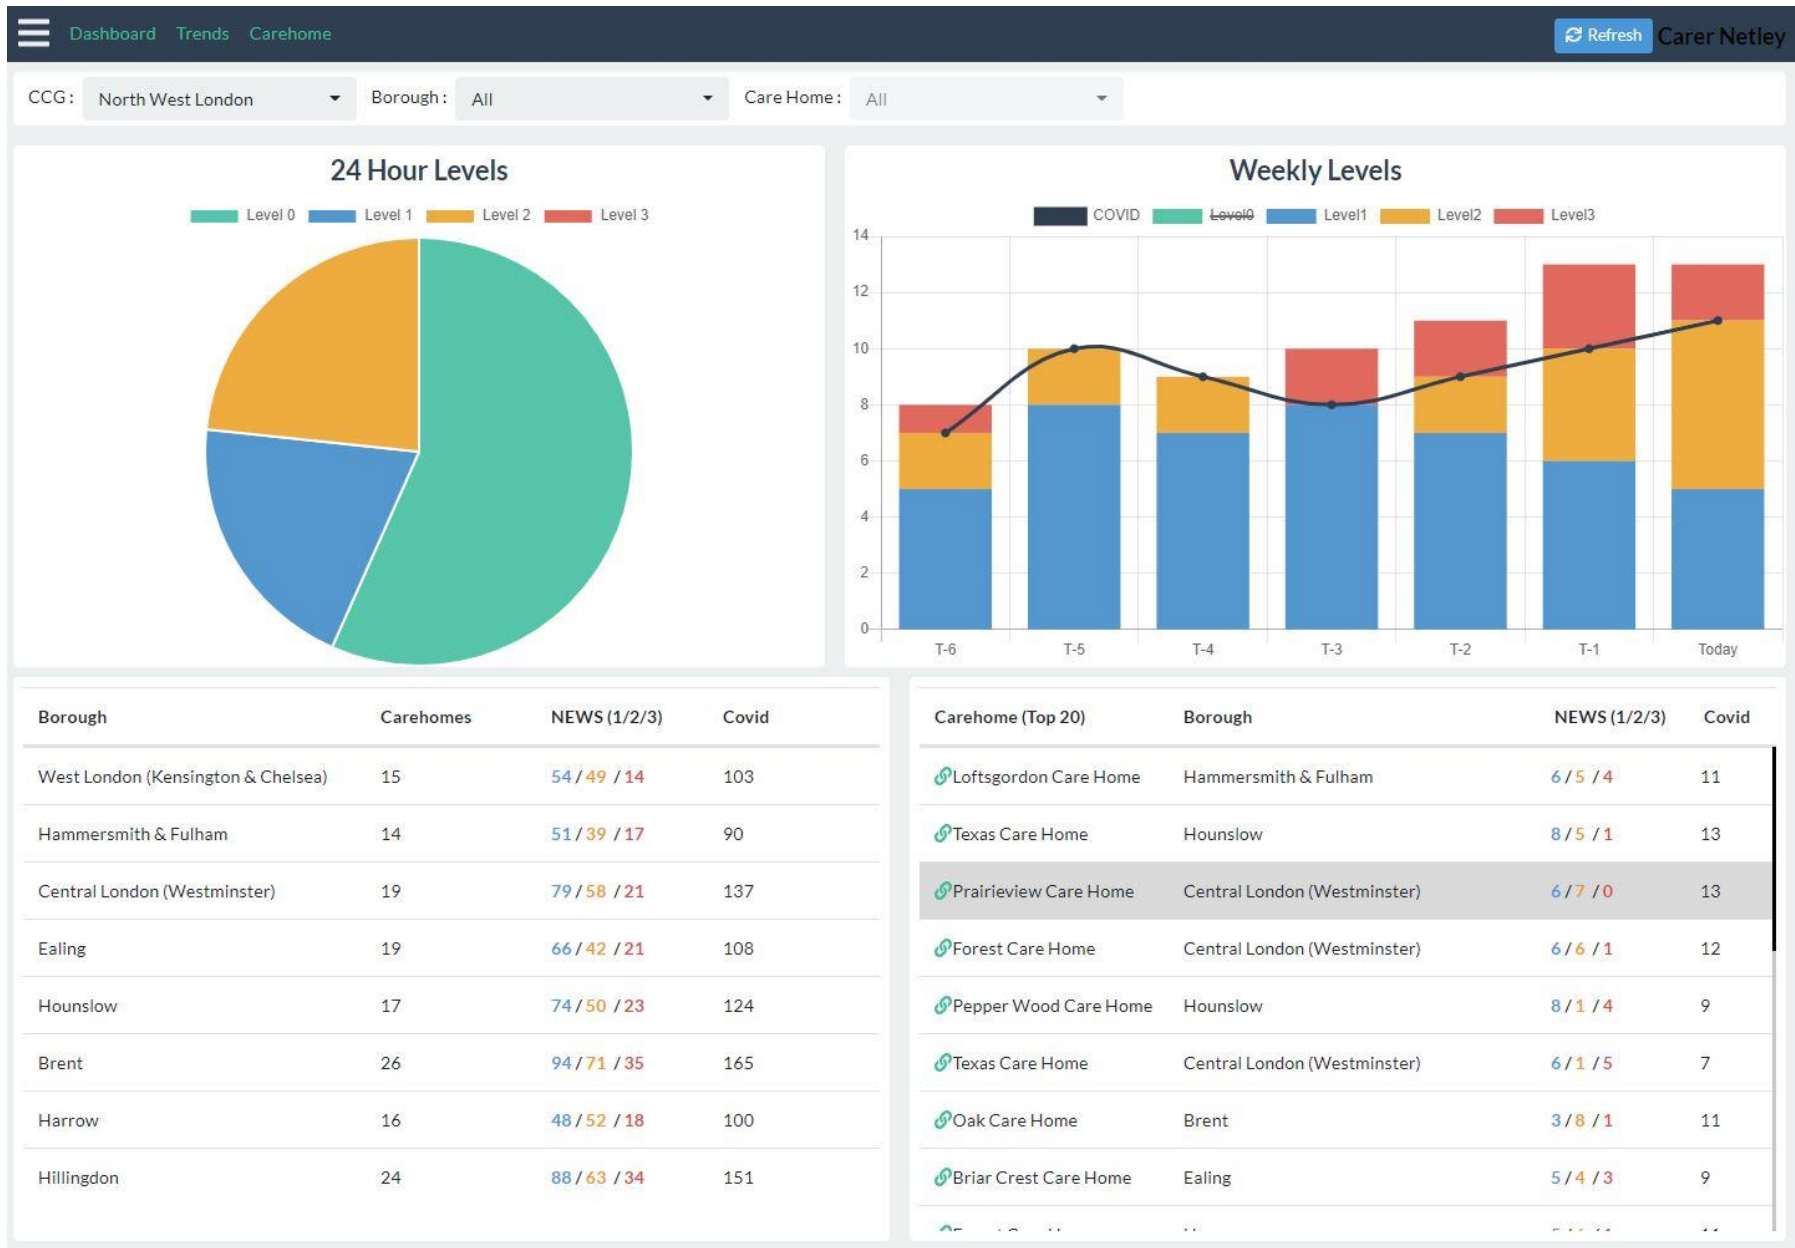 Dashboard Trends Carehome Refresh Carer Netley
CCG: North West London Borough: All Care Home: All
24 Hour Levels
Level 0 Level 1 Level 2 Level 3
Weekly Levels
COVID Level0 Level1 Level2 Level3
14
12
10
8
6
4
2
0
T-6 T-5 T-4 T-3 T-2 T-1 Today
Borough Carehomes NEWS (1/2/3) Covid
West London (Kensington & Chelsea) 15 54 / 49 / 14 103
Hammersmith & Fulham 14 51 / 39 / 17 90
Central London (Westminster) 19 79 / 58 / 21 137
Ealing 19 66 / 42 / 21 108
Hounslow 17 74 / 50 / 23 124
Brent 26 94 / 71 / 35 165
Harrow 16 48 / 52 / 18 100
Hillingdon 24 88 / 63 / 34 151
Carehome (Top 20) Borough NEWS (1/2/3) Covid
Loftsgordon Care Home Hammersmith & Fulham 6 / 5 / 4 11
Texas Care Home Hounslow 8 / 5 / 1 13
Prairieview Care Home Central London (Westminster) 6 / 7 / 0 13
Forest Care Home Central London (Westminster) 6 / 6 / 1 12
Pepper Wood Care Home Hounslow 8 / 1 / 4 9
Texas Care Home Central London (Westminster) 6 / 1 / 5 7
Oak Care Home Brent 3 / 8 / 1 11
Briar Crest Care Home Ealing 5 / 4 / 3 9